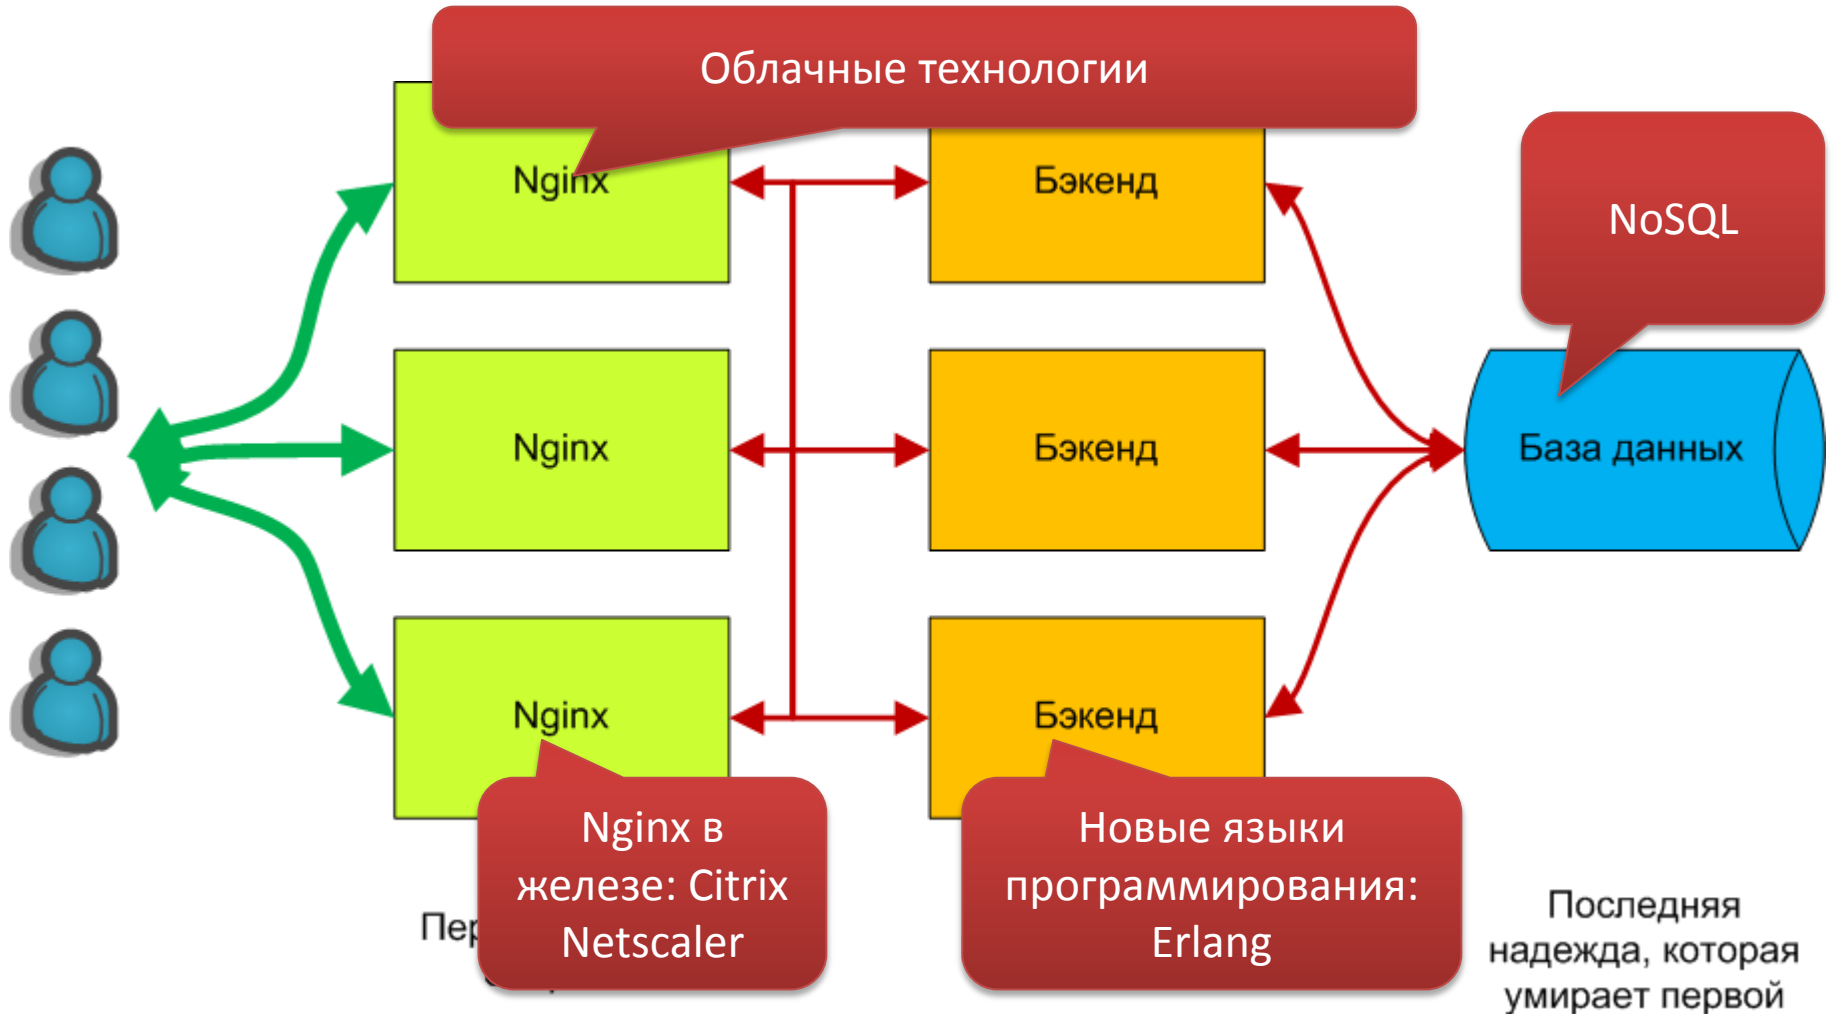 Облачные технологии
Nginx
Бэкенд
NoSQL
Nginx
Бэкенд
База данных
Nginx
Бэкенд
Nginx в
железе: Citrix
Netscaler
Новые языки
программирования:
Erlang
Последняя
надежда, которая
умирает первой